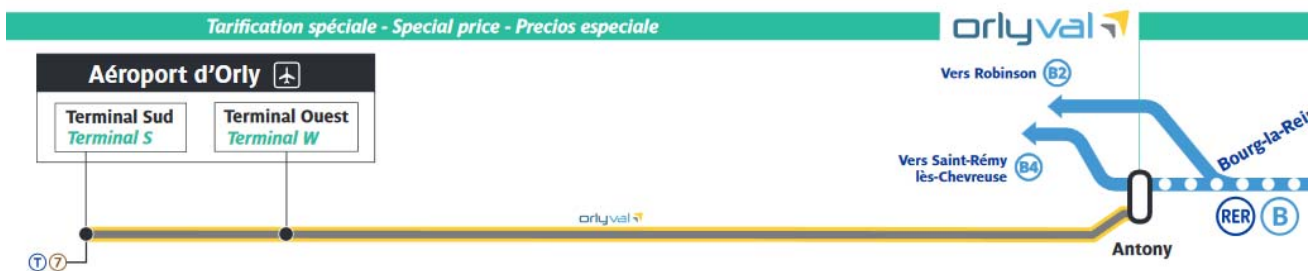 Tarification spéciale - Special price - Precios especiale
orlyval
Aéroport d'Orly
Vers Robinson B2
Terminal Sud
Terminal S
Terminal Ouest
Terminal W
Vers Saint-Rémy
lès-Chevreuse B4
orlyval
RER B
Antony
T 7